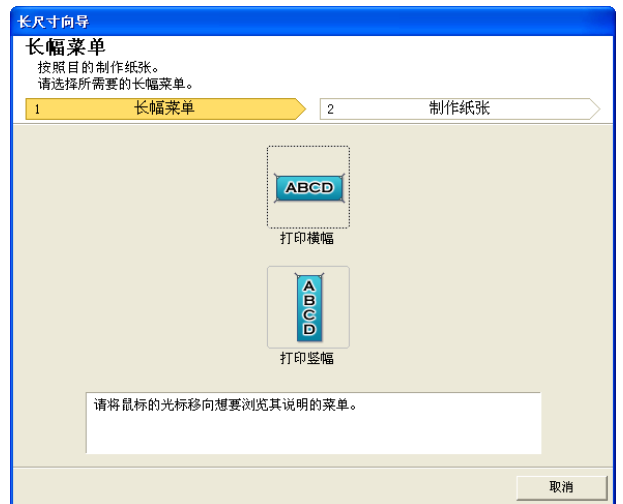 长尺寸向导
长幅菜单
按照目的制作纸张。
请选择所需要的长幅菜单。
1 长幅菜单 2 制作纸张
ABCD
打印横幅
A
B
C
D
打印竖幅
请将鼠标的光标移向想要浏览其说明的菜单。
取消